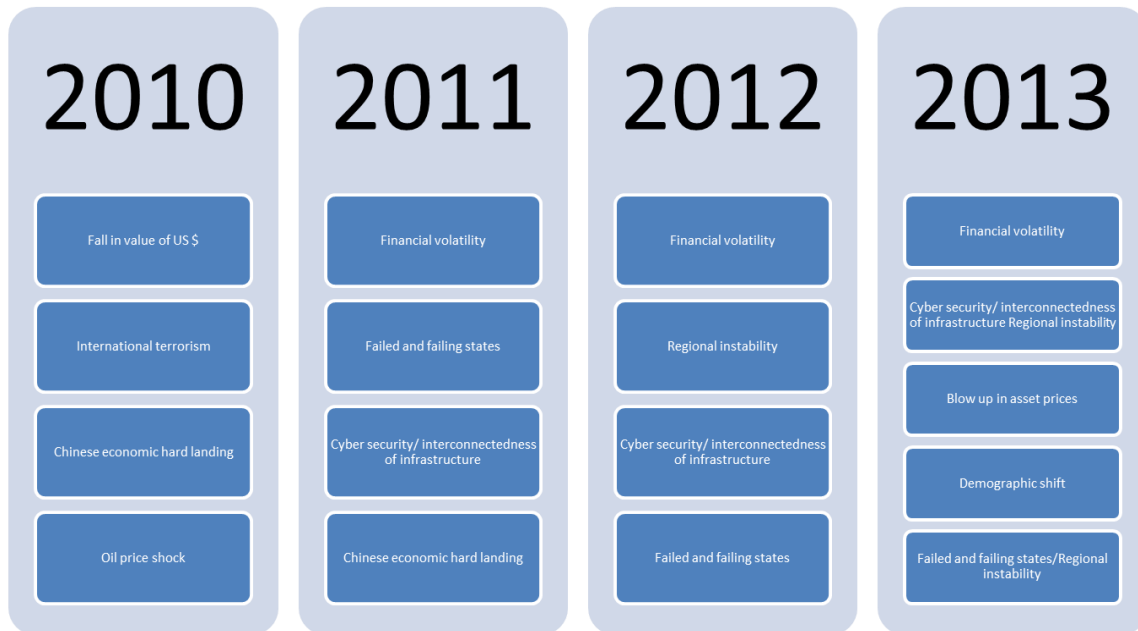 2010
Fall in value of US $
International terrorism
Chinese economic hard landing
Oil price shock
2011
Financial volatility
Failed and failing states
Cyber security/ interconnectedness
of infrastructure
Chinese economic hard landing
2012
Financial volatility
Regional instability
Cyber security/ interconnectedness
of infrastructure
Failed and failing states
2013
Financial volatility
Cyber security/ interconnectedness
of infrastructure Regional instability
Blow up in asset prices
Demographic shift
Failed and failing states/Regional
instability